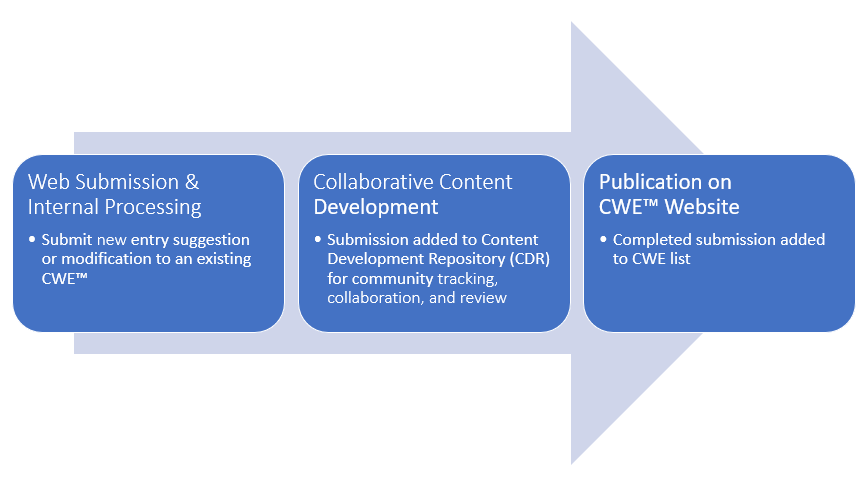 Web Submission &
Internal Processing
• Submit new entry suggestion
or modification to an existing
CWE™
Collaborative Content
Development
• Submission added to Content
Development Repository (CDR)
for community tracking,
collaboration, and review
Publication on
CWE™ Website
• Completed submission added
to CWE list